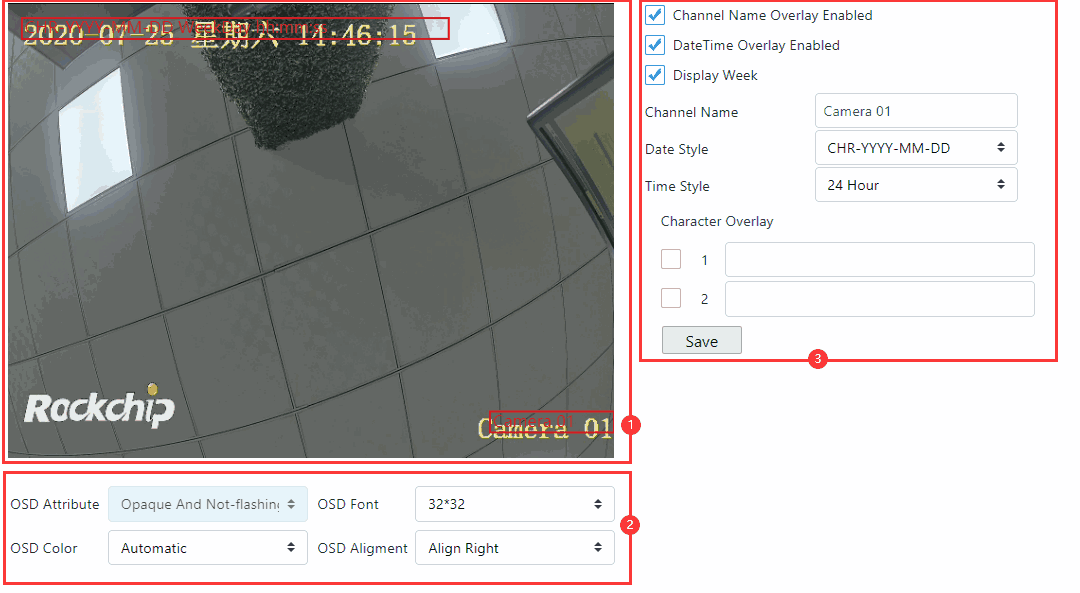 2020-07-25 星期六 14:46:15
Rockchip
Camera 01
Camera 01
1
OSD Attribute
Opaque And Not-flashing
OSD Font
32*32
OSD Color
Automatic
OSD Aligment
Align Right
2
Channel Name Overlay Enabled
DateTime Overlay Enabled
Display Week
Channel Name
Camera 01
Date Style
CHR-YYYY-MM-DD
Time Style
24 Hour
Character Overlay
1
2
Save
3